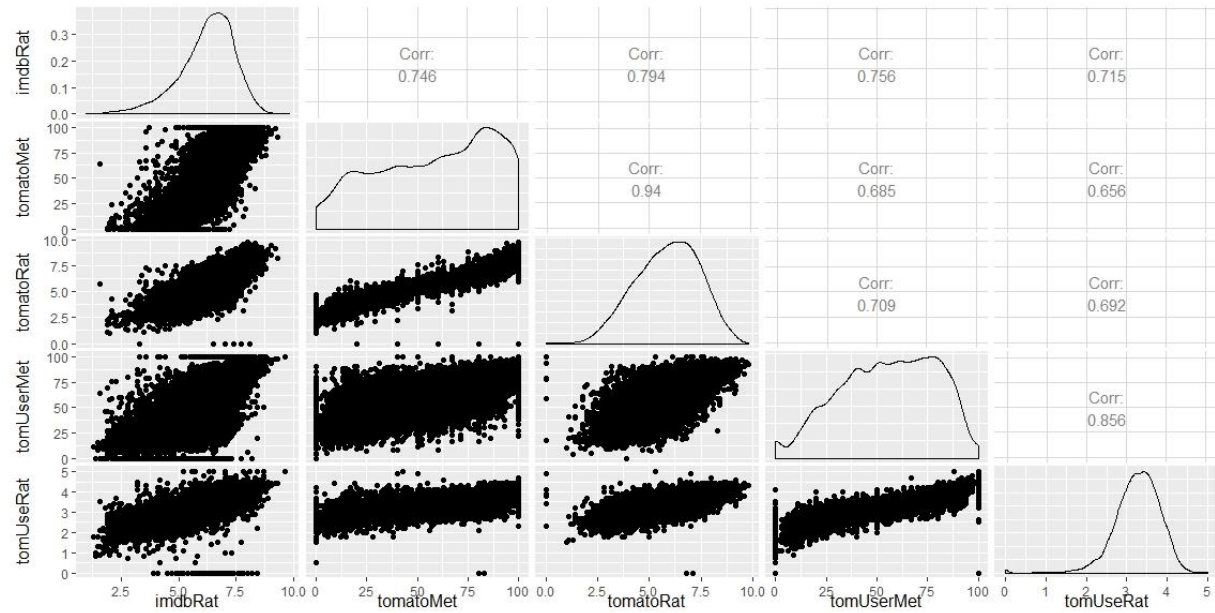 imdbRat
0.3
0.2
0.1
0.0
Corr:
0.746
Corr:
0.794
Corr:
0.756
Corr:
0.715
tomatoMet
100
75
50
25
0
Corr:
0.94
Corr:
0.685
Corr:
0.656
tomatoRat
10.0
7.5
5.0
2.5
0.0
Corr:
0.709
Corr:
0.692
tomUserMet
100
75
50
25
0
Corr:
0.856
tomUseRat
5
4
3
2
1
0
2.5 5.0 7.5 10.0 0 25 50 75 100 0.0 2.5 5.0 7.5 10.0 0 25 50 75 100 0 1 2 3 4 5
imdbRat tomatoMet tomatoRat tomUserMet tomUseRat